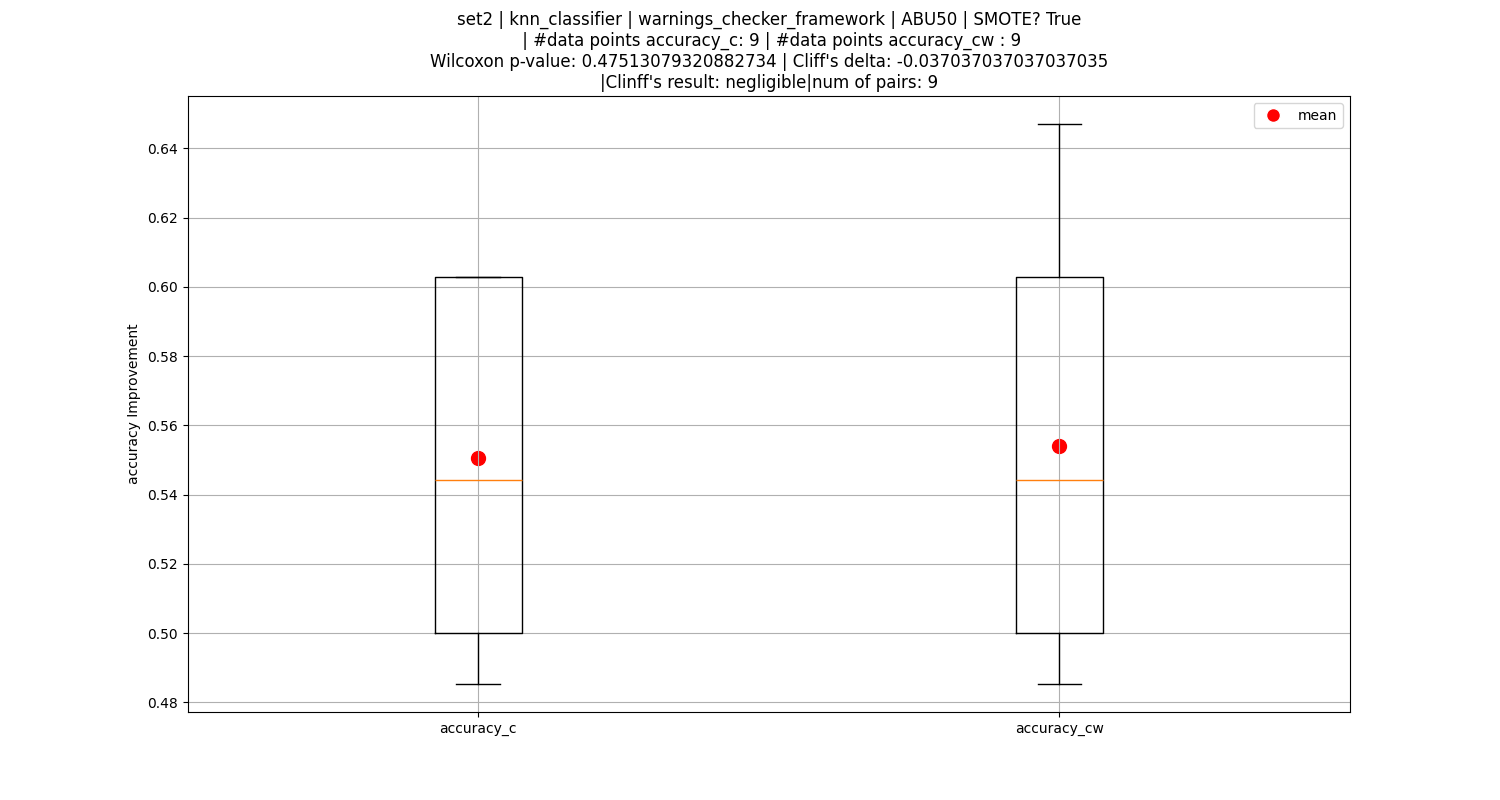 set2 | knn_classifier | warnings_checker_framework | ABU50 | SMOTE? True
| #data points accuracy_c: 9 | #data points accuracy_cw : 9
Wilcoxon p-value: 0.47513079320882734 | Cliff's delta: -0.037037037037037035
|Clinff's result: negligible|num of pairs: 9
mean
accuracy Improvement
0.64
0.62
0.60
0.58
0.56
0.54
0.52
0.50
0.48
accuracy_c
accuracy_cw